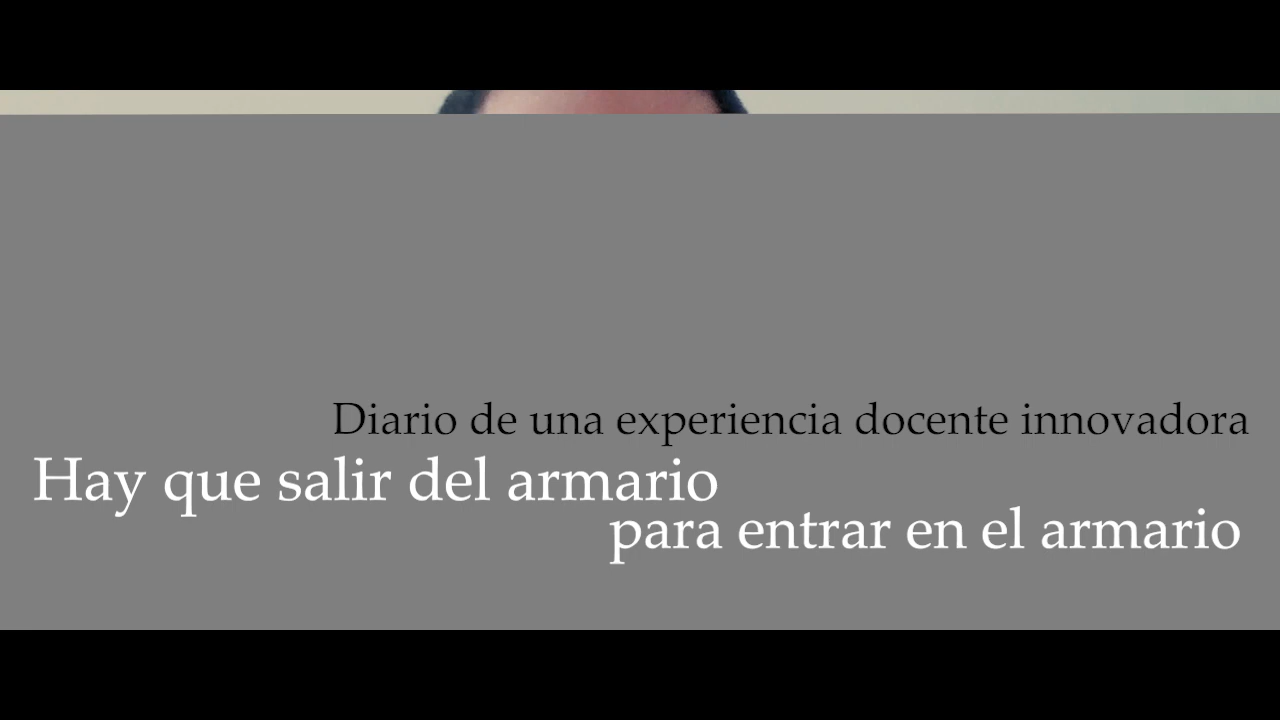 Diario de una experiencia docente innovadora
Hay que salir del armario
para entrar en el armario